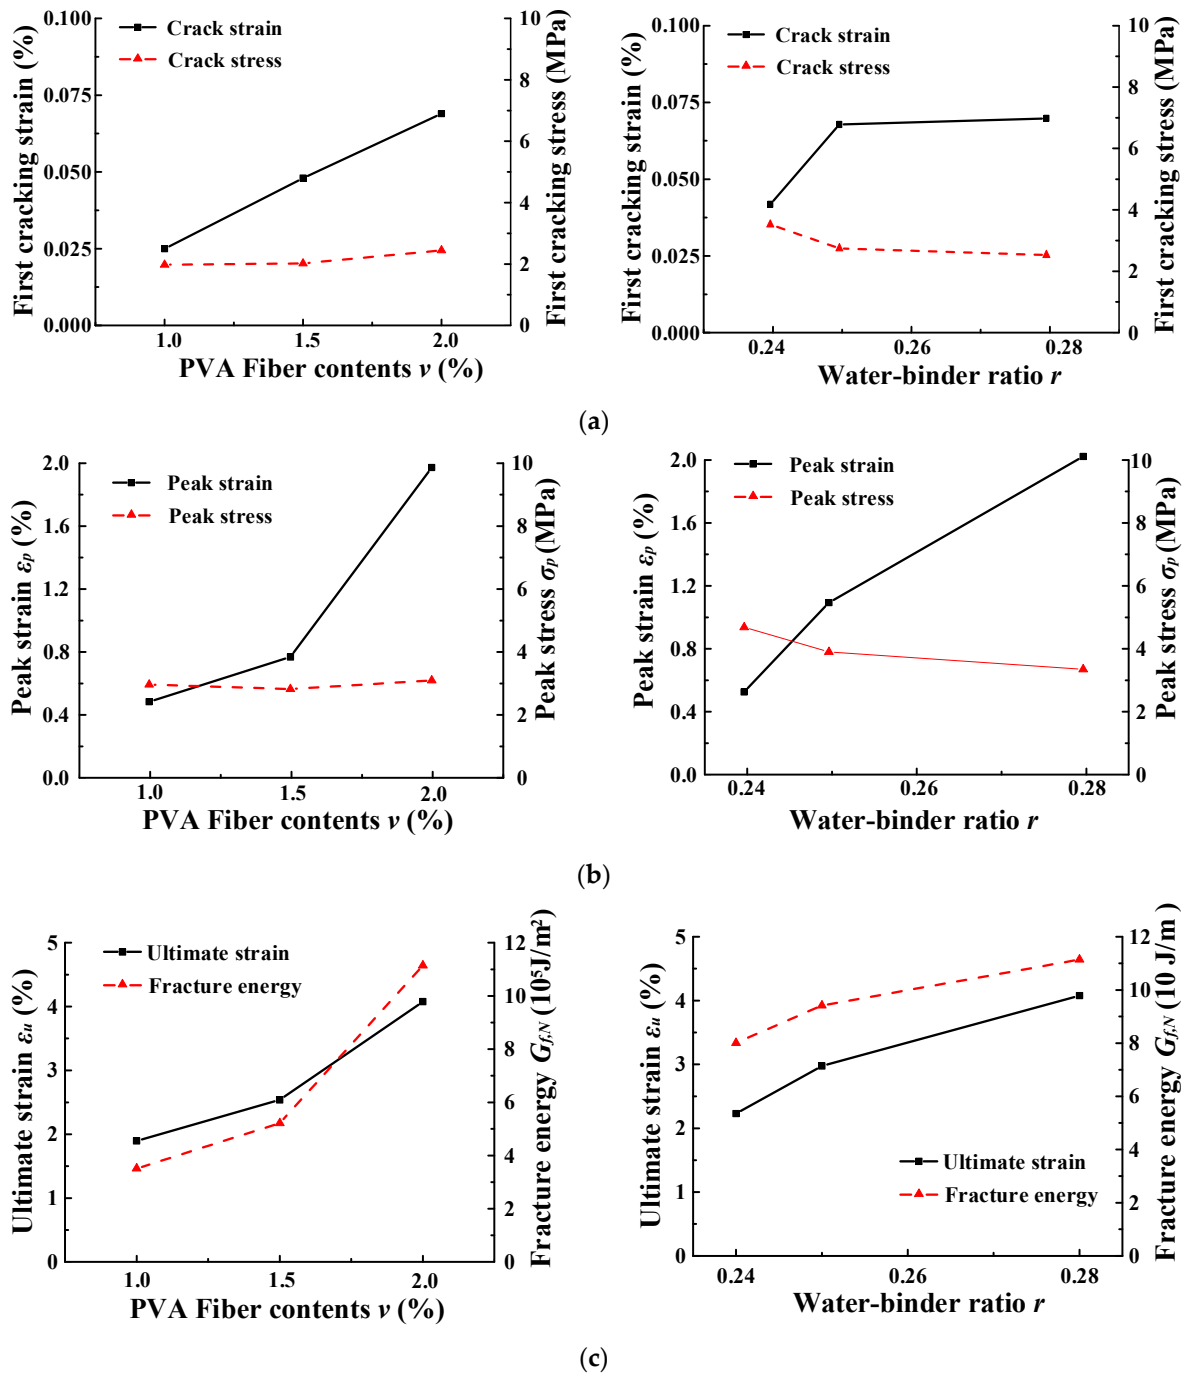 Crack strain
Crack stress
First cracking strain (%)
0.100
0.075
0.050
0.025
0.000
10
8
6
4
2
0
First cracking stress (MPa)
1.0 1.5 2.0
PVA Fiber contents v (%)
Crack strain
Crack stress
First cracking strain (%)
0.100
0.075
0.050
0.025
0.000
10
8
6
4
2
0
First cracking stress (MPa)
0.24 0.26 0.28
Water-binder ratio r
(a)
Peak strain
Peak stress
Peak strain εp (%)
2.0
1.6
1.2
0.8
0.4
0.0
10
8
6
4
2
0
Peak stress σp (MPa)
1.0 1.5 2.0
PVA Fiber contents v (%)
Peak strain
Peak stress
Peak strain εp (%)
2.0
1.6
1.2
0.8
0.4
0.0
10
8
6
4
2
0
Peak stress σp (MPa)
0.24 0.26 0.28
Water-binder ratio r
(b)
Ultimate strain
Fracture energy
Ultimate strain εu (%)
5
4
3
2
1
0
12
10
8
6
4
2
0
Fracture energy Gf,N (10⁵J/m²)
1.0 1.5 2.0
PVA Fiber contents v (%)
Ultimate strain
Fracture energy
Ultimate strain εu (%)
5
4
3
2
1
0
12
10
8
6
4
2
0
Fracture energy Gf,N (10 J/m )
0.24 0.26 0.28
Water-binder ratio r
(c)